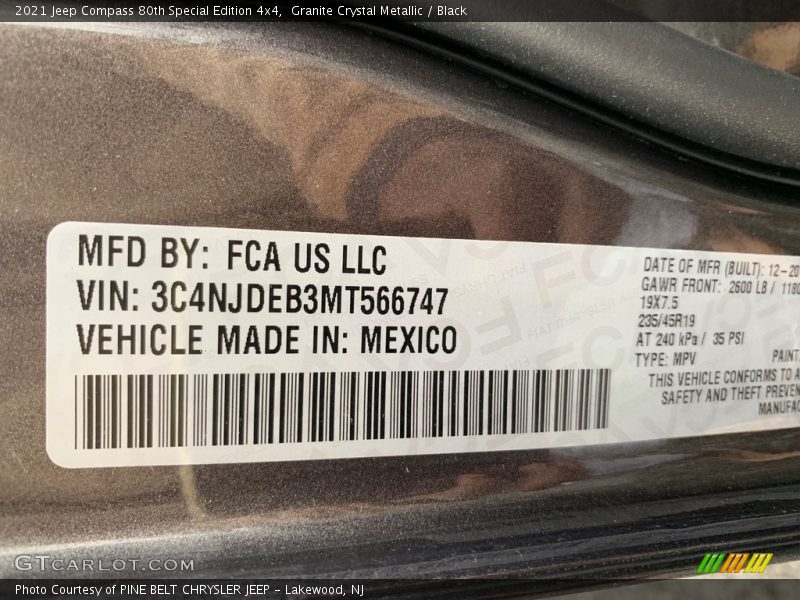 2021 Jeep Compass 80th Special Edition 4x4, Granite Crystal Metallic / Black
MFD BY: FCA US LLC
VIN: 3C4NJDEB3MT566747
VEHICLE MADE IN: MEXICO
DATE OF MFR (BUILT): 12-20
GAWR FRONT: 2600 LB / 1180
19X7.5
235/45R19
AT 240 kPa / 35 PSI
TYPE: MPV PAINT
THIS VEHICLE CONFORMS TO A
SAFETY AND THEFT PREVEN
MANUFAC
GTCARLOT.COM
Photo Courtesy of PINE BELT CHRYSLER JEEP - Lakewood, NJ